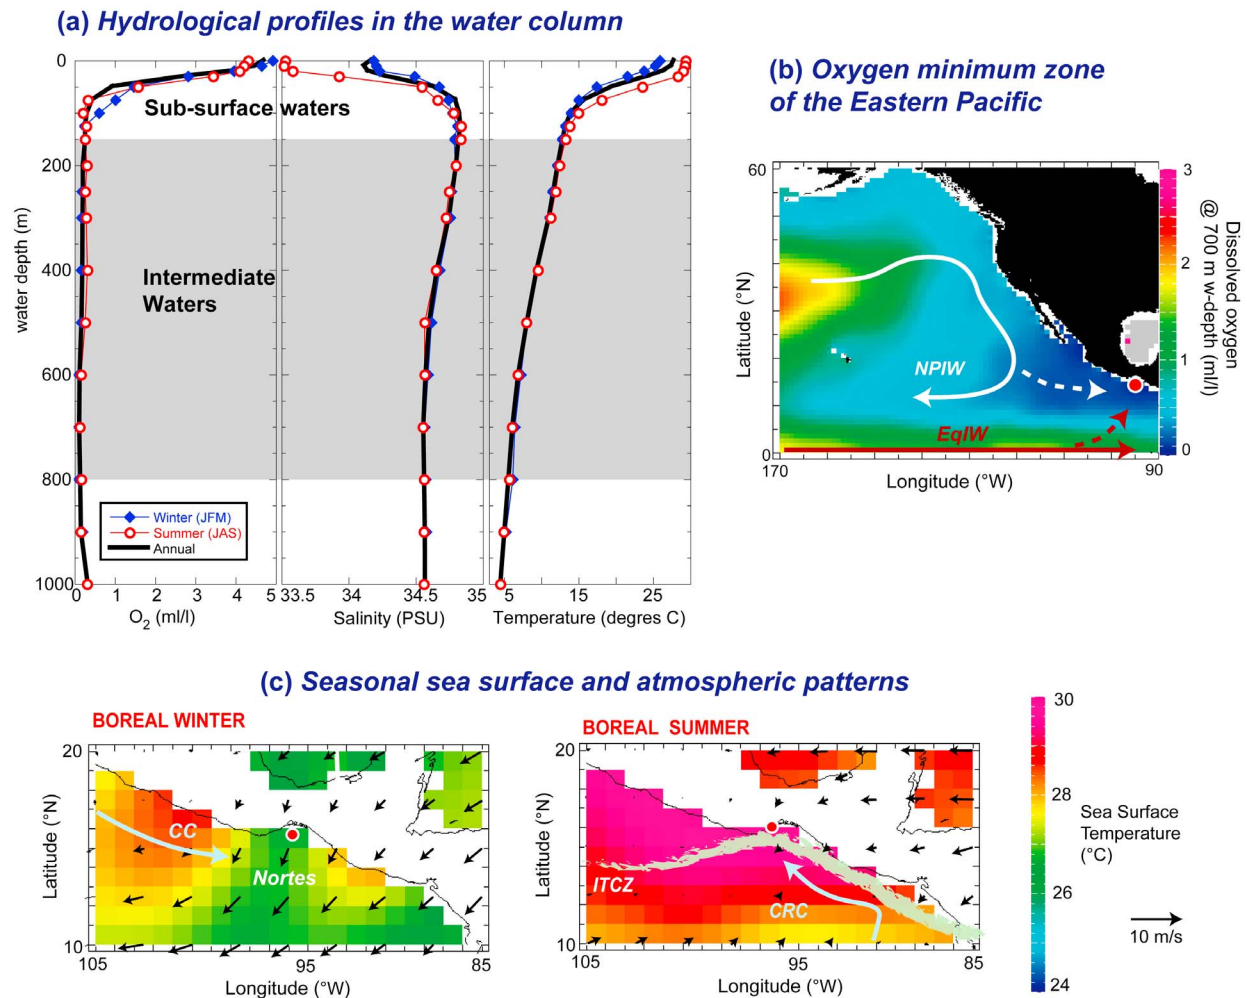 (a) Hydrological profiles in the water column
0
200
400
600
800
1000
water depth (m)
Sub-surface waters
Intermediate
Waters
Winter (JFM)
Summer (JAS)
Annual
0 1 2 3 4 5
O2 (ml/l)
33.5 34 34.5 35
Salinity (PSU)
5 15 25
Temperature (degres C)
(b) Oxygen minimum zone
of the Eastern Pacific
60
0
Latitude (°N)
NPIW
EqIW
170 90
Longitude (°W)
3
2
1
0
Dissolved oxygen
@ 700 m w-depth (ml/l)
(c) Seasonal sea surface and atmospheric patterns
BOREAL WINTER
20
10
Latitude (°N)
CC
Nortes
105 95 85
Longitude (°W)
BOREAL SUMMER
20
10
Latitude (°N)
ITCZ
CRC
105 95 85
Longitude (°W)
30
28
26
24
Sea Surface
Temperature
(°C)
10 m/s